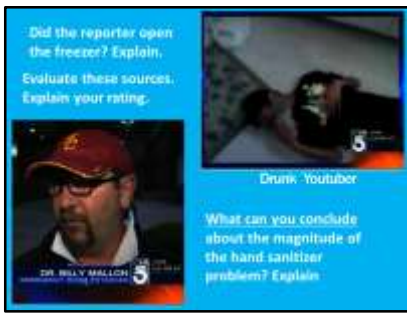 Did the reporter open
the freezer? Explain.
Evaluate these sources.
Explain your rating.
DR. BILLY MALLON
5
5
Drunk Youtuber
What can you conclude
about the magnitude of
the hand sanitizer
problem? Explain